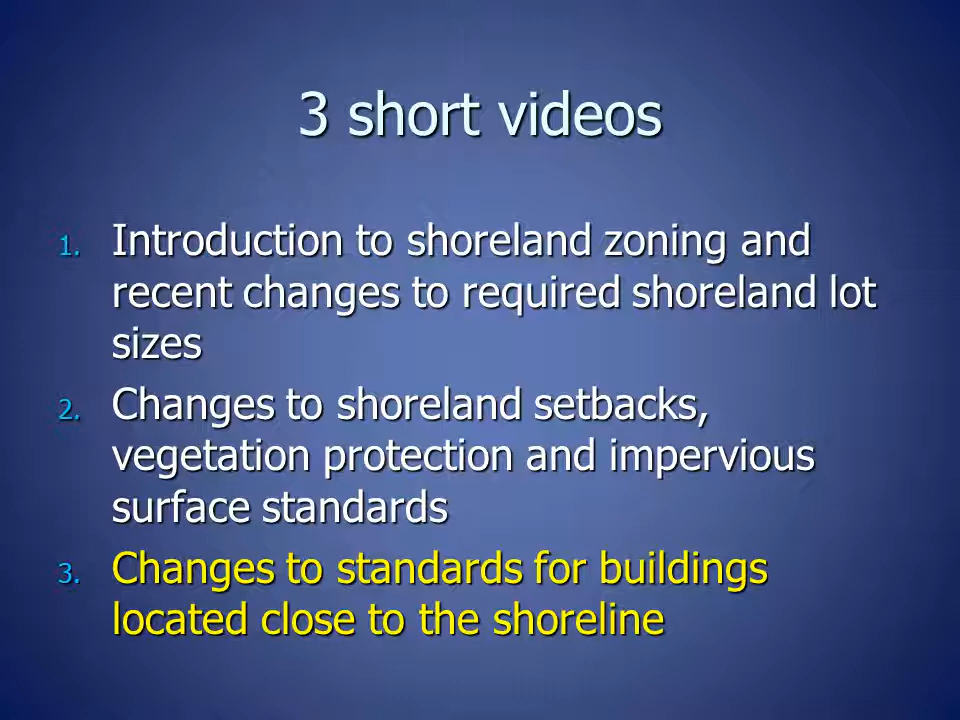 3 short videos
1. Introduction to shoreland zoning and
recent changes to required shoreland lot
sizes
2. Changes to shoreland setbacks,
vegetation protection and impervious
surface standards
3. Changes to standards for buildings
located close to the shoreline